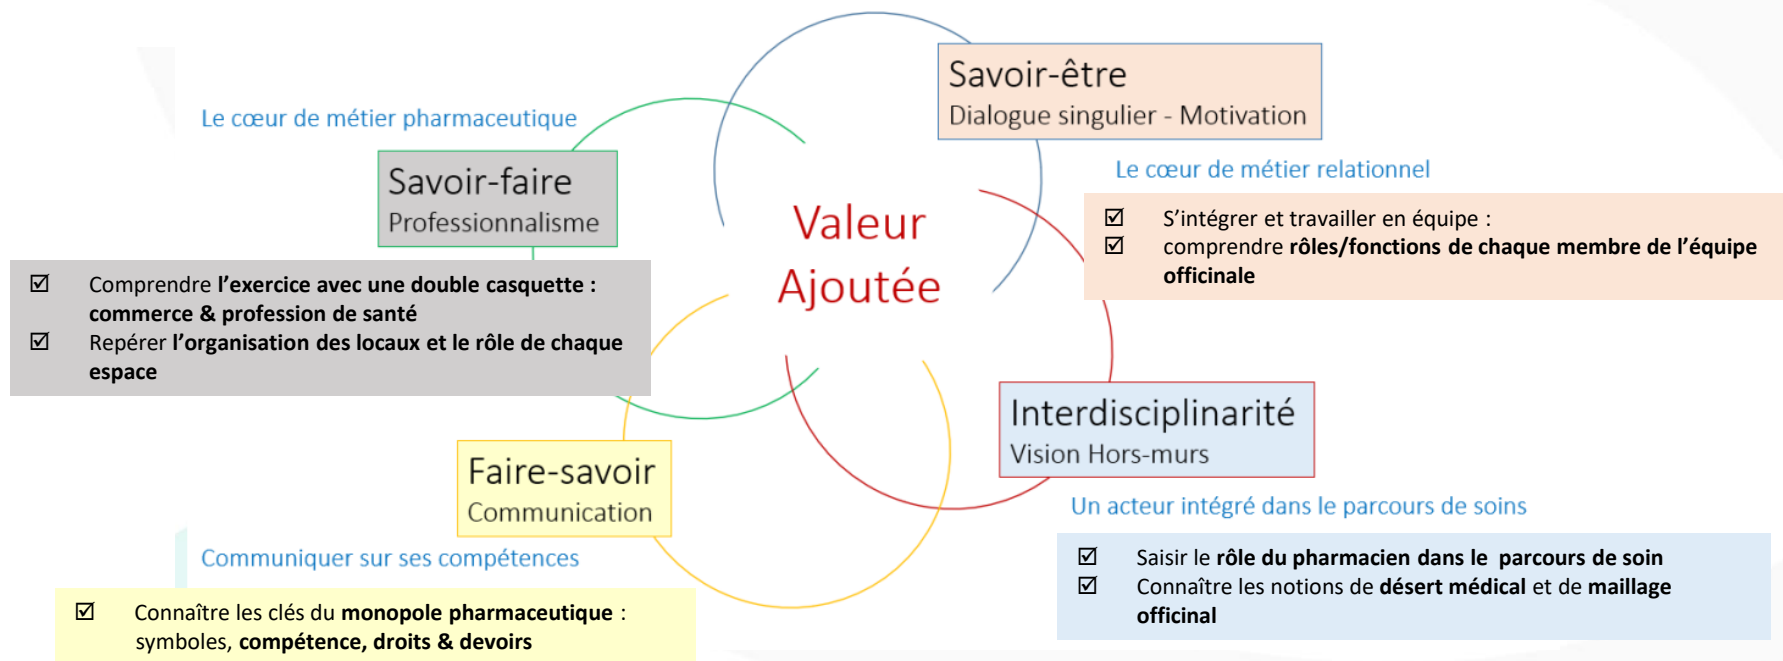 Le cœur de métier pharmaceutique
Savoir-faire
Professionnalisme
☑ Comprendre l’exercice avec une double casquette :
commerce & profession de santé
☑ Repérer l’organisation des locaux et le rôle de chaque
espace
Savoir-être
Dialogue singulier - Motivation
Le cœur de métier relationnel
☑ S’intégrer et travailler en équipe :
☑ comprendre rôles/fonctions de chaque membre de l’équipe
officinale
Valeur
Ajoutée
Faire-savoir
Communication
Communiquer sur ses compétences
☑ Connaître les clés du monopole pharmaceutique :
symboles, compétence, droits & devoirs
Interdisciplinarité
Vision Hors-murs
Un acteur intégré dans le parcours de soins
☑ Saisir le rôle du pharmacien dans le parcours de soin
☑ Connaître les notions de désert médical et de maillage
officinal